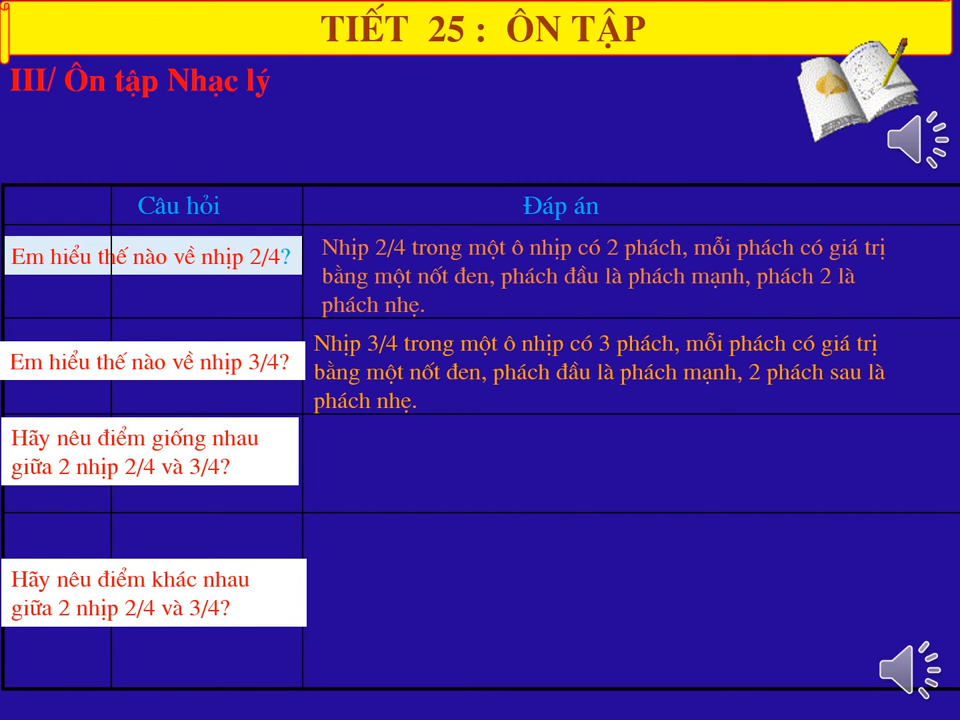 TIẾT 25 : ÔN TẬP
III/ Ôn tập Nhạc lý
Câu hỏi
Đáp án
Em hiểu thế nào về nhịp 2/4?
Nhịp 2/4 trong một ô nhịp có 2 phách, mỗi phách có giá trị
bằng một nốt đen, phách đầu là phách mạnh, phách 2 là
phách nhẹ.
Em hiểu thế nào về nhịp 3/4?
Nhịp 3/4 trong một ô nhịp có 3 phách, mỗi phách có giá trị
bằng một nốt đen, phách đầu là phách mạnh, 2 phách sau là
phách nhẹ.
Hãy nêu điểm giống nhau
giữa 2 nhịp 2/4 và 3/4?
Hãy nêu điểm khác nhau
giữa 2 nhịp 2/4 và 3/4?